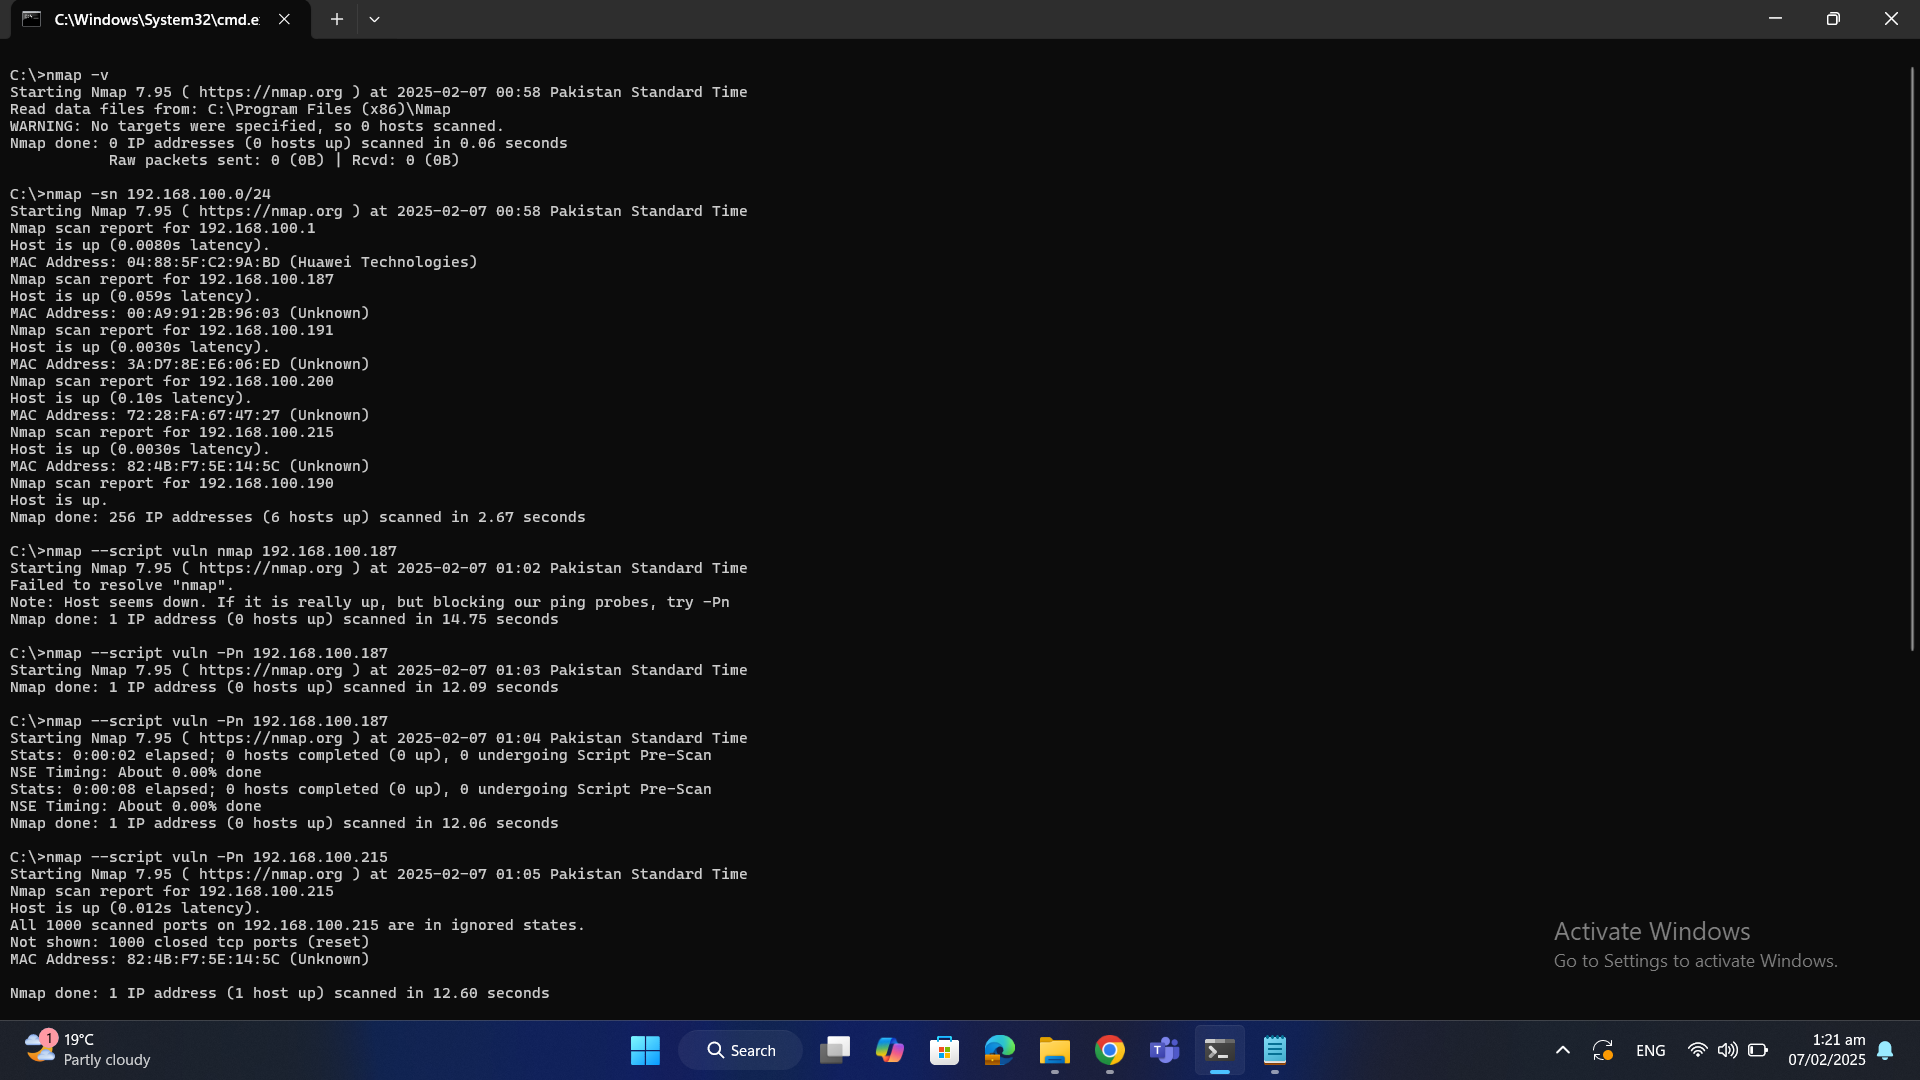 C:\Windows\System32\cmd.e
C:\>nmap -v
Starting Nmap 7.95 ( https://nmap.org ) at 2025-02-07 00:58 Pakistan Standard Time
Read data files from: C:\Program Files (x86)\Nmap
WARNING: No targets were specified, so 0 hosts scanned.
Nmap done: 0 IP addresses (0 hosts up) scanned in 0.06 seconds
           Raw packets sent: 0 (0B) | Rcvd: 0 (0B)
C:\>nmap -sn 192.168.100.0/24
Starting Nmap 7.95 ( https://nmap.org ) at 2025-02-07 00:58 Pakistan Standard Time
Nmap scan report for 192.168.100.1
Host is up (0.0080s latency).
MAC Address: 04:88:5F:C2:9A:BD (Huawei Technologies)
Nmap scan report for 192.168.100.187
Host is up (0.059s latency).
MAC Address: 00:A9:91:2B:96:03 (Unknown)
Nmap scan report for 192.168.100.191
Host is up (0.0030s latency).
MAC Address: 3A:D7:8E:E6:06:ED (Unknown)
Nmap scan report for 192.168.100.200
Host is up (0.10s latency).
MAC Address: 72:28:FA:67:47:27 (Unknown)
Nmap scan report for 192.168.100.215
Host is up (0.0030s latency).
MAC Address: 82:4B:F7:5E:14:5C (Unknown)
Nmap scan report for 192.168.100.190
Host is up.
Nmap done: 256 IP addresses (6 hosts up) scanned in 2.67 seconds
C:\>nmap --script vuln nmap 192.168.100.187
Starting Nmap 7.95 ( https://nmap.org ) at 2025-02-07 01:02 Pakistan Standard Time
Failed to resolve "nmap".
Note: Host seems down. If it is really up, but blocking our ping probes, try -Pn
Nmap done: 1 IP address (0 hosts up) scanned in 14.75 seconds
C:\>nmap --script vuln -Pn 192.168.100.187
Starting Nmap 7.95 ( https://nmap.org ) at 2025-02-07 01:03 Pakistan Standard Time
Nmap done: 1 IP address (0 hosts up) scanned in 12.09 seconds
C:\>nmap --script vuln -Pn 192.168.100.187
Starting Nmap 7.95 ( https://nmap.org ) at 2025-02-07 01:04 Pakistan Standard Time
Stats: 0:00:02 elapsed; 0 hosts completed (0 up), 0 undergoing Script Pre-Scan
NSE Timing: About 0.00% done
Stats: 0:00:08 elapsed; 0 hosts completed (0 up), 0 undergoing Script Pre-Scan
NSE Timing: About 0.00% done
Nmap done: 1 IP address (0 hosts up) scanned in 12.06 seconds
C:\>nmap --script vuln -Pn 192.168.100.215
Starting Nmap 7.95 ( https://nmap.org ) at 2025-02-07 01:05 Pakistan Standard Time
Nmap scan report for 192.168.100.215
Host is up (0.012s latency).
All 1000 scanned ports on 192.168.100.215 are in ignored states.
Not shown: 1000 closed tcp ports (reset)
MAC Address: 82:4B:F7:5E:14:5C (Unknown)
Nmap done: 1 IP address (1 host up) scanned in 12.60 seconds
Activate Windows
Go to Settings to activate Windows.
1
19°C
Partly cloudy
Search
ENG
1:21 am
07/02/2025